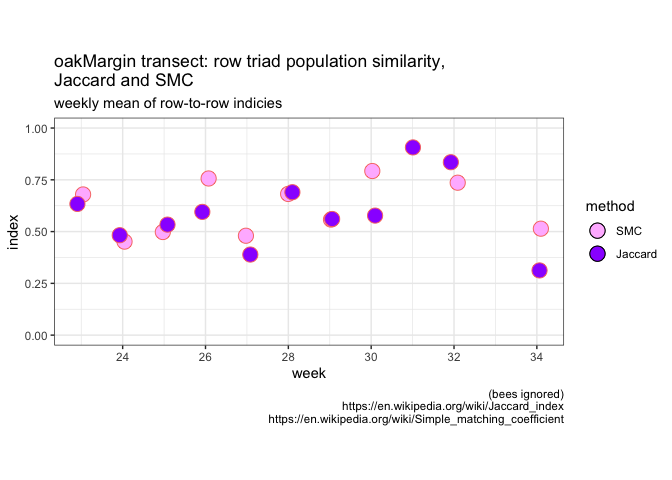 oakMargin transect: row triad population similarity,
Jaccard and SMC
weekly mean of row-to-row indicies
1.00
0.75
0.50
0.25
0.00
index
24 26 28 30 32 34
week
method
SMC
Jaccard
(bees ignored)
https://en.wikipedia.org/wiki/Jaccard_index
https://en.wikipedia.org/wiki/Simple_matching_coefficient